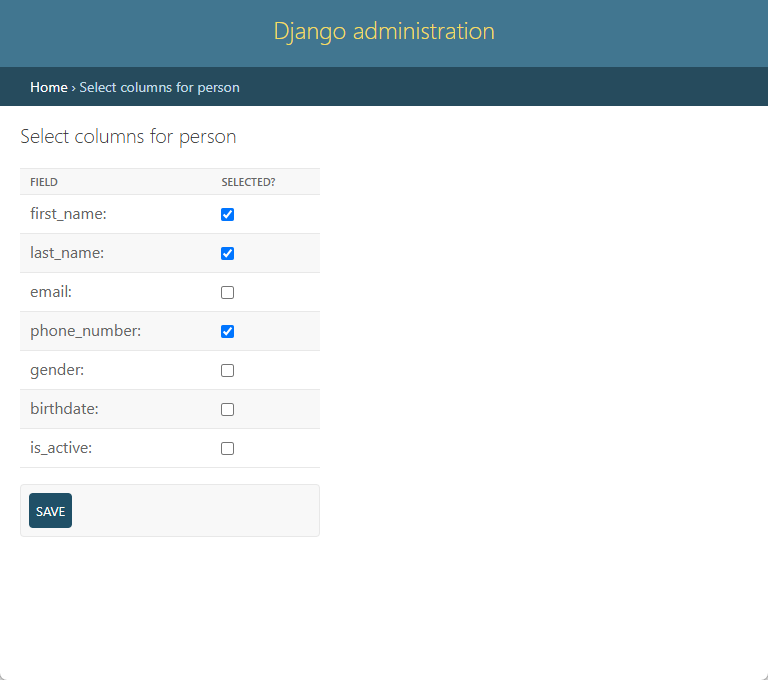 Django administration
Home › Select columns for person
Select columns for person
FIELD SELECTED?
first_name:
last_name:
email:
phone_number:
gender:
birthdate:
is_active:
SAVE